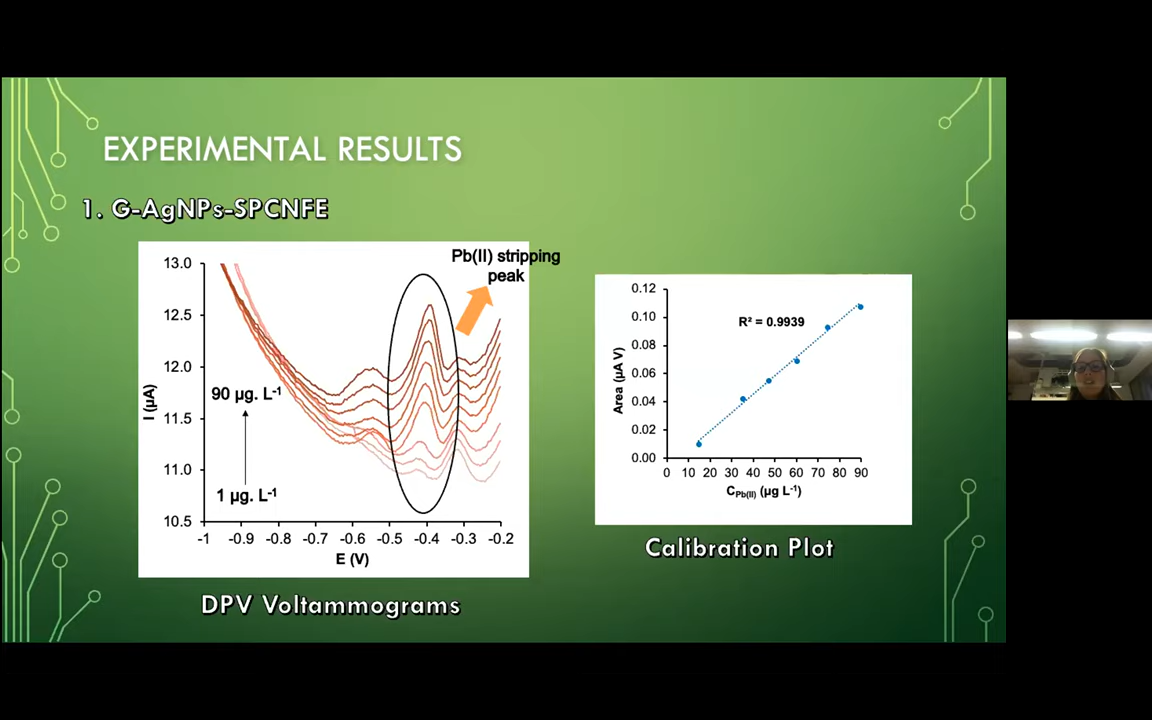 EXPERIMENTAL RESULTS
1. G-AgNPs-SPCNFE
Pb(II) stripping
peak
13.0
12.5
12.0
11.5
11.0
10.5
I (µA)
90 µg. L-1
1 µg. L-1
-1 -0.9 -0.8 -0.7 -0.6 -0.5 -0.4 -0.3 -0.2
E (V)
DPV Voltammograms
0.12
0.10
0.08
0.06
0.04
0.02
0.00
Area (µA V)
R² = 0.9939
0 10 20 30 40 50 60 70 80 90
CPb(II) (µg L-1)
Calibration Plot